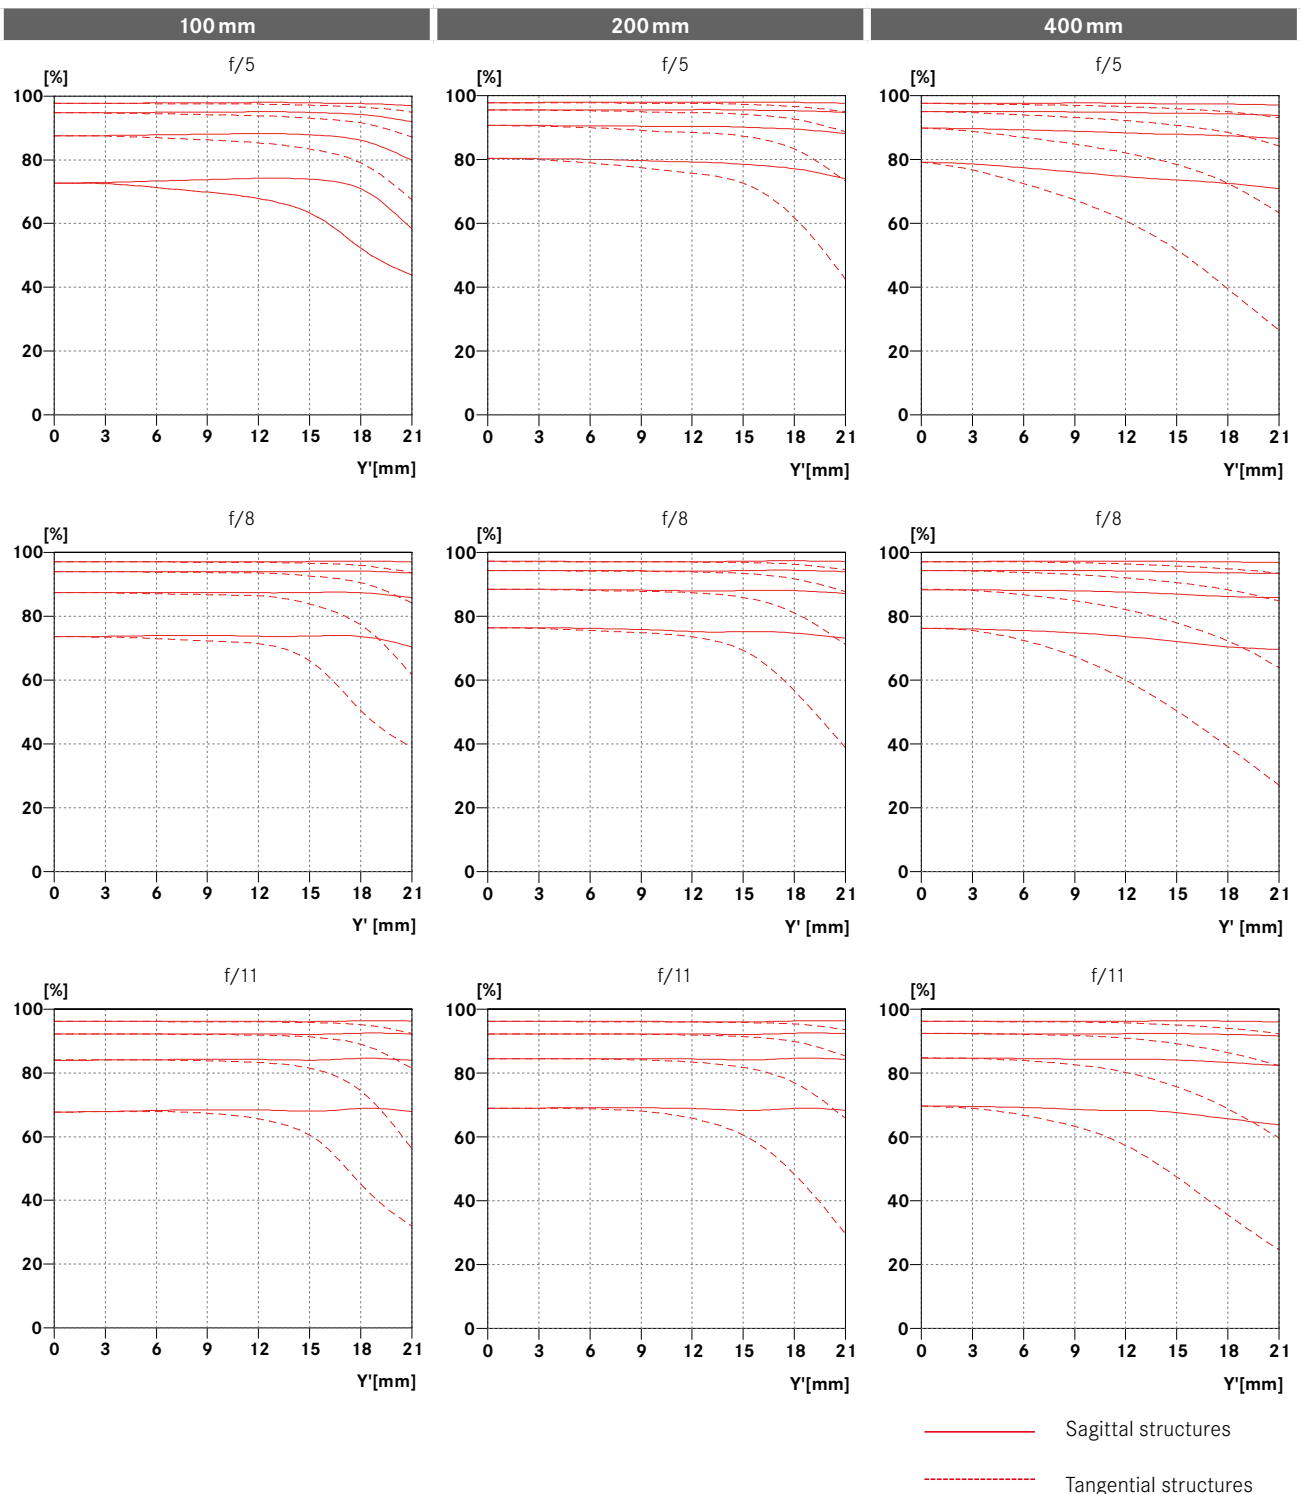 100 mm 200 mm 400 mm
f/5 f/5 f/5
[%] [%] [%]
100 100 100
80 80 80
60 60 60
40 40 40
20 20 20
0 0 0
0 3 6 9 12 15 18 21 0 3 6 9 12 15 18 21 0 3 6 9 12 15 18 21
Y'[mm] Y'[mm] Y'[mm]
f/8 f/8 f/8
[%] [%] [%]
100 100 100
80 80 80
60 60 60
40 40 40
20 20 20
0 0 0
0 3 6 9 12 15 18 21 0 3 6 9 12 15 18 21 0 3 6 9 12 15 18 21
Y' [mm] Y' [mm] Y' [mm]
f/11 f/11 f/11
[%] [%] [%]
100 100 100
80 80 80
60 60 60
40 40 40
20 20 20
0 0 0
0 3 6 9 12 15 18 21 0 3 6 9 12 15 18 21 0 3 6 9 12 15 18 21
Y'[mm] Y'[mm] Y'[mm]
Sagittal structures
Tangential structures